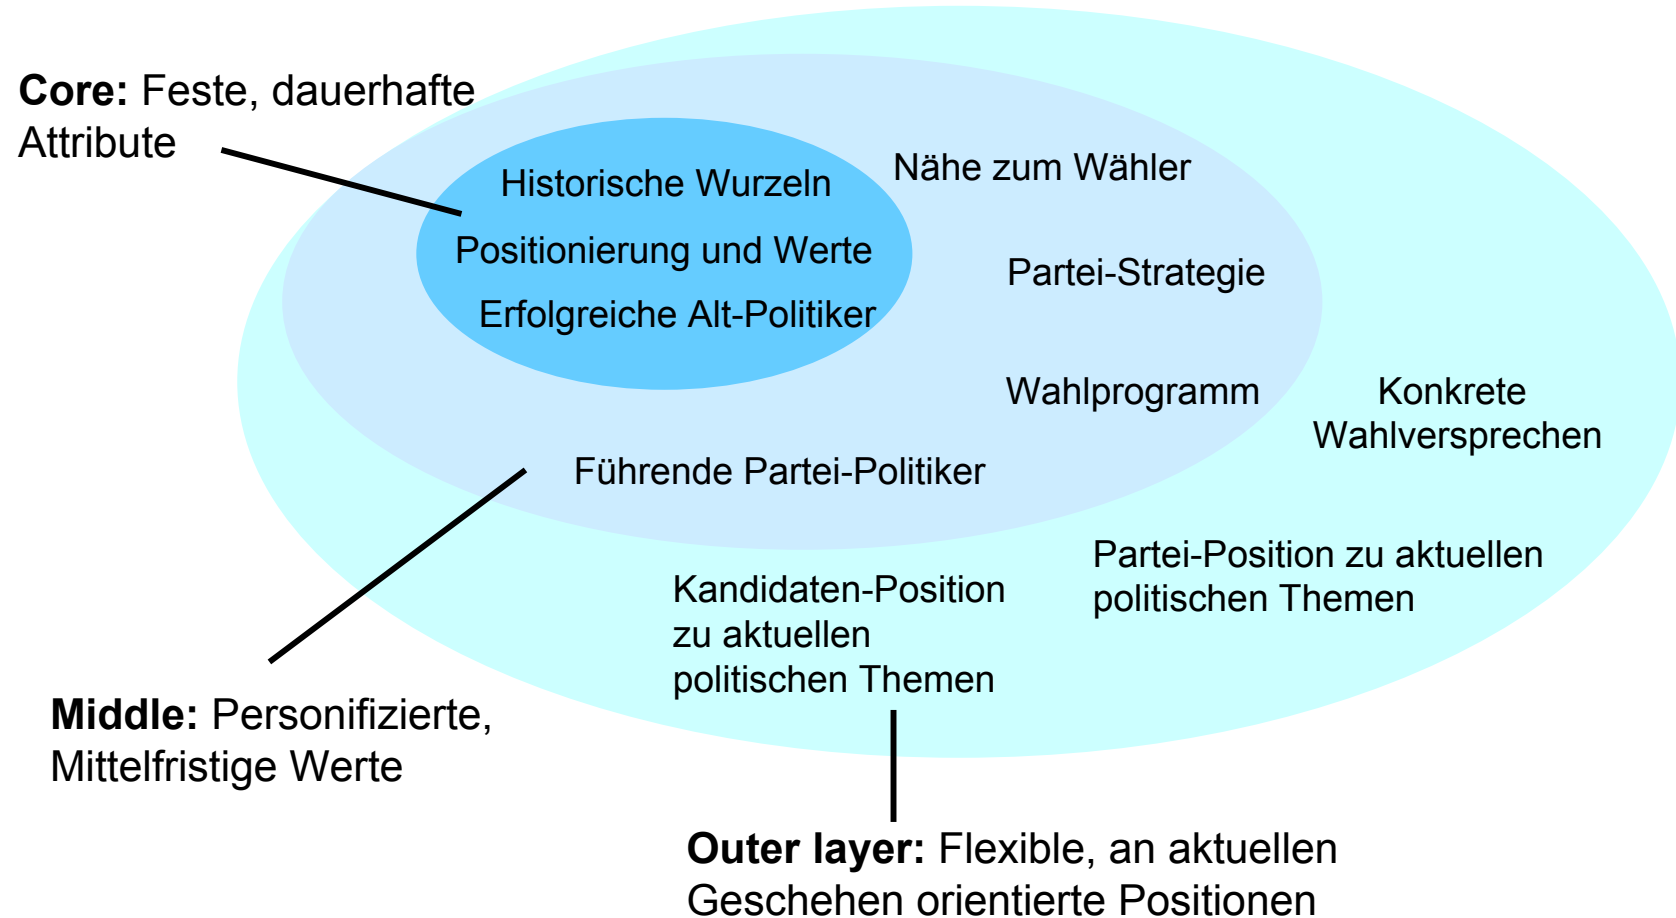 Core: Feste, dauerhafte
Attribute
Historische Wurzeln
Positionierung und Werte
Erfolgreiche Alt-Politiker
Nähe zum Wähler
Partei-Strategie
Wahlprogramm
Führende Partei-Politiker
Konkrete
Wahlversprechen
Partei-Position zu aktuellen
politischen Themen
Kandidaten-Position
zu aktuellen
politischen Themen
Middle: Personifizierte,
Mittelfristige Werte
Outer layer: Flexible, an aktuellen
Geschehen orientierte Positionen